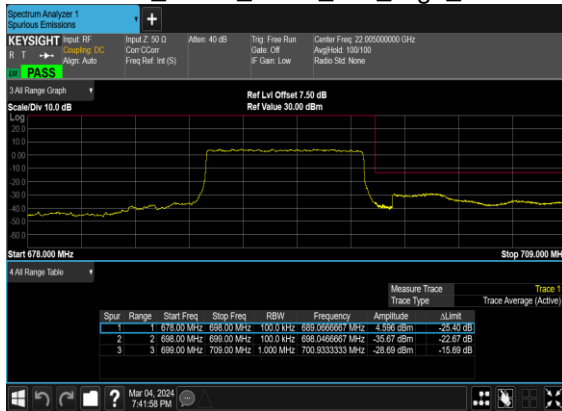 Spectrum Analyzer 1
Spurious Emissions
KEYSIGHT Input: RF Input Z: 50 Ω Atten: 40 dB Trig: Free Run Center Freq: 22.005000000 GHz
R T Coupling: DC Corr CCorr Gate: Off Avg|Hold: 100/100
Align: Auto Freq Ref: Int (S) IF Gain: Low Radio Std: None
PASS
3 All Range Graph
Ref Lvl Offset 7.50 dB
Scale/Div 10.0 dB Ref Value 30.00 dBm
Log
20.0
10.0
0.00
-10.0
-20.0
-30.0
-40.0
-50.0
-60.0
Start 678.000 MHz Stop 709.000 MH
4 All Range Table
Measure Trace Trace 1
Trace Type Trace Average (Active)
Spur Range Start Freq Stop Freq RBW Frequency Amplitude ΔLimit
1 1 678.00 MHz 698.00 MHz 100.0 kHz 689.0666667 MHz 4.596 dBm -25.40 dB
2 2 698.00 MHz 699.00 MHz 100.0 kHz 698.0466667 MHz -35.67 dBm -22.67 dB
3 3 699.00 MHz 709.00 MHz 1.000 MHz 700.9333333 MHz -28.69 dBm -15.69 dB
Mar 04, 2024
7:41:58 PM